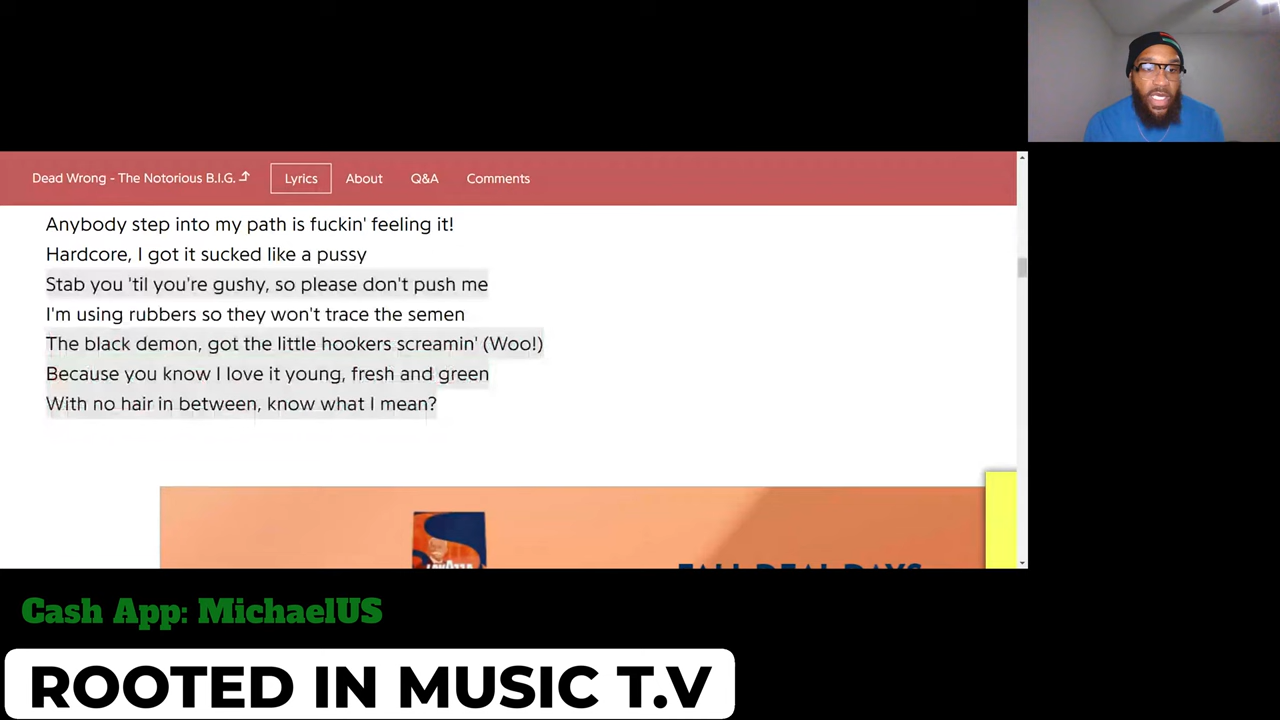 Dead Wrong - The Notorious B.I.G. Lyrics About Q&A Comments
Anybody step into my path is fuckin' feeling it!
Hardcore, I got it sucked like a pussy
Stab you 'til you're gushy, so please don't push me
I'm using rubbers so they won't trace the semen
The black demon, got the little hookers screamin' (Woo!)
Because you know I love it young, fresh and green
With no hair in between, know what I mean?
Cash App: MichaelUS
ROOTED IN MUSIC T.V